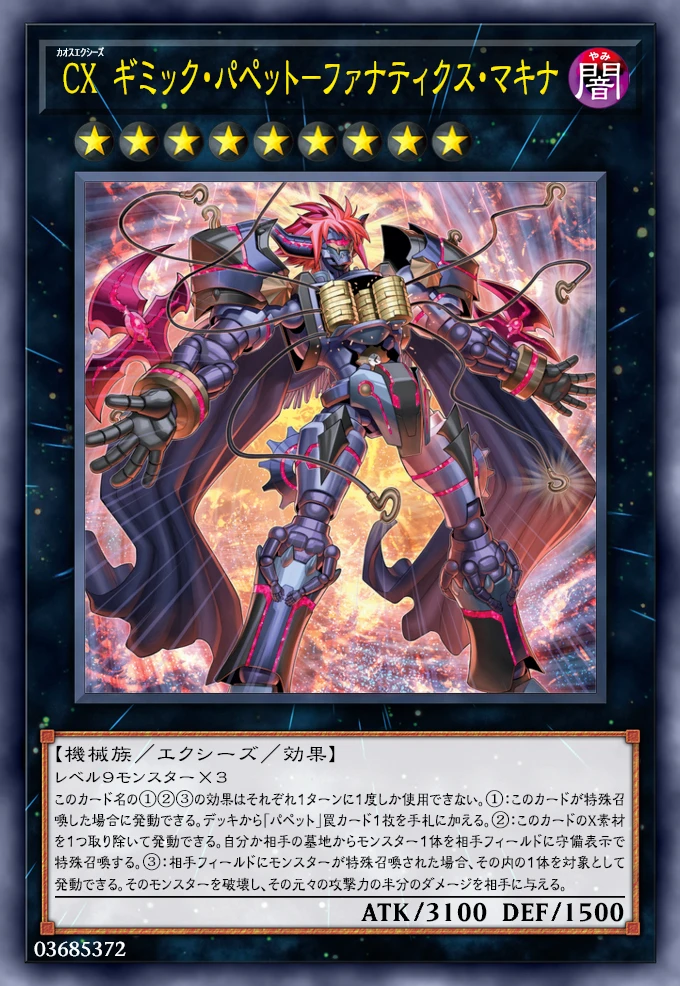 カオスエクシーズ
CX ギミック・パペット－ファナティクス・マキナ
やみ
闇
【機械族／エクシーズ／効果】
レベル9モンスター×3
このカード名の①②③の効果はそれぞれ1ターンに1度しか使用できない。①：このカードが特殊召
喚した場合に発動できる。デッキから「パペット」罠カード1枚を手札に加える。②：このカードのX素材
を1つ取り除いて発動できる。自分か相手の墓地からモンスター1体を相手フィールドに守備表示で
特殊召喚する。③：相手フィールドにモンスターが特殊召喚された場合、その内の1体を対象として
発動できる。そのモンスターを破壊し、その元々の攻撃力の半分のダメージを相手に与える。
ATK/3100 DEF/1500
03685372